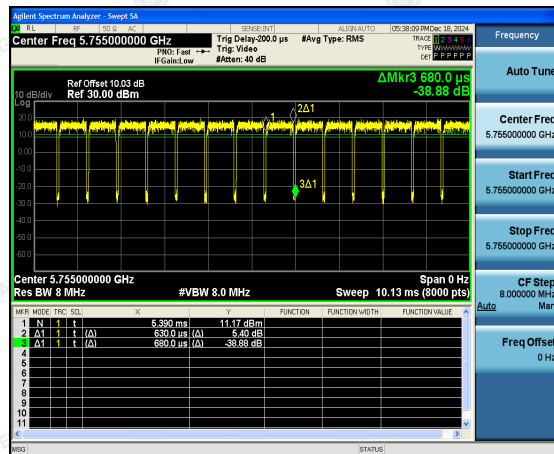 Agilent Spectrum Analyzer - Swept SA
LXI RL RF 50 Ω AC SENSE:INT ALIGNAUTO 05:38:09 PM Dec 18, 2024
Center Freq 5.755000000 GHz
PNO: Fast
IFGain:Low
Trig Delay-200.0 µs
Trig: Video
#Atten: 40 dB
#Avg Type: RMS
TRACE 1 2 3 4 5 6
TYPE WWWWWW
DET P P P P P P
Ref Offset 10.03 dB
10 dB/div Ref 30.00 dBm
Log
ΔMkr3 680.0 µs
-38.88 dB
20.0
10.0
0.00
-10.0
-20.0
-30.0
-40.0
-50.0
-60.0
1
2Δ1
3Δ1
Center 5.755000000 GHz Span 0 Hz
Res BW 8 MHz #VBW 8.0 MHz Sweep 10.13 ms (8000 pts)
MKR MODE TRC SCL X Y FUNCTION FUNCTION WIDTH FUNCTION VALUE
1 N 1 t 5.390 ms 11.17 dBm
2 Δ1 1 t (Δ) 630.0 µs (Δ) 5.40 dB
3 Δ1 1 t (Δ) 680.0 µs (Δ) -38.88 dB
4
5
6
7
8
9
10
11
MSG STATUS
Frequency
Auto Tune
Center Freq
5.755000000 GHz
Start Freq
5.755000000 GHz
Stop Freq
5.755000000 GHz
CF Step
8.000000 MHz
Auto Man
Freq Offset
0 Hz